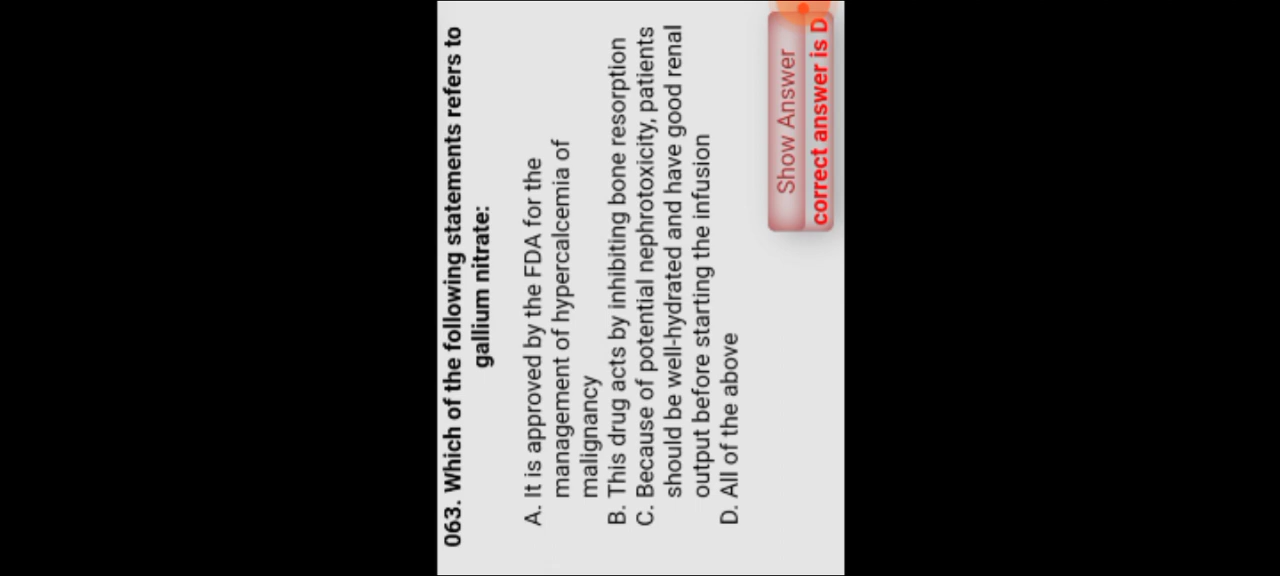 063. Which of the following statements refers to
gallium nitrate:
A. It is approved by the FDA for the
management of hypercalcemia of
malignancy
B. This drug acts by inhibiting bone resorption
C. Because of potential nephrotoxicity, patients
should be well-hydrated and have good renal
output before starting the infusion
D. All of the above
Show Answer
correct answer is D